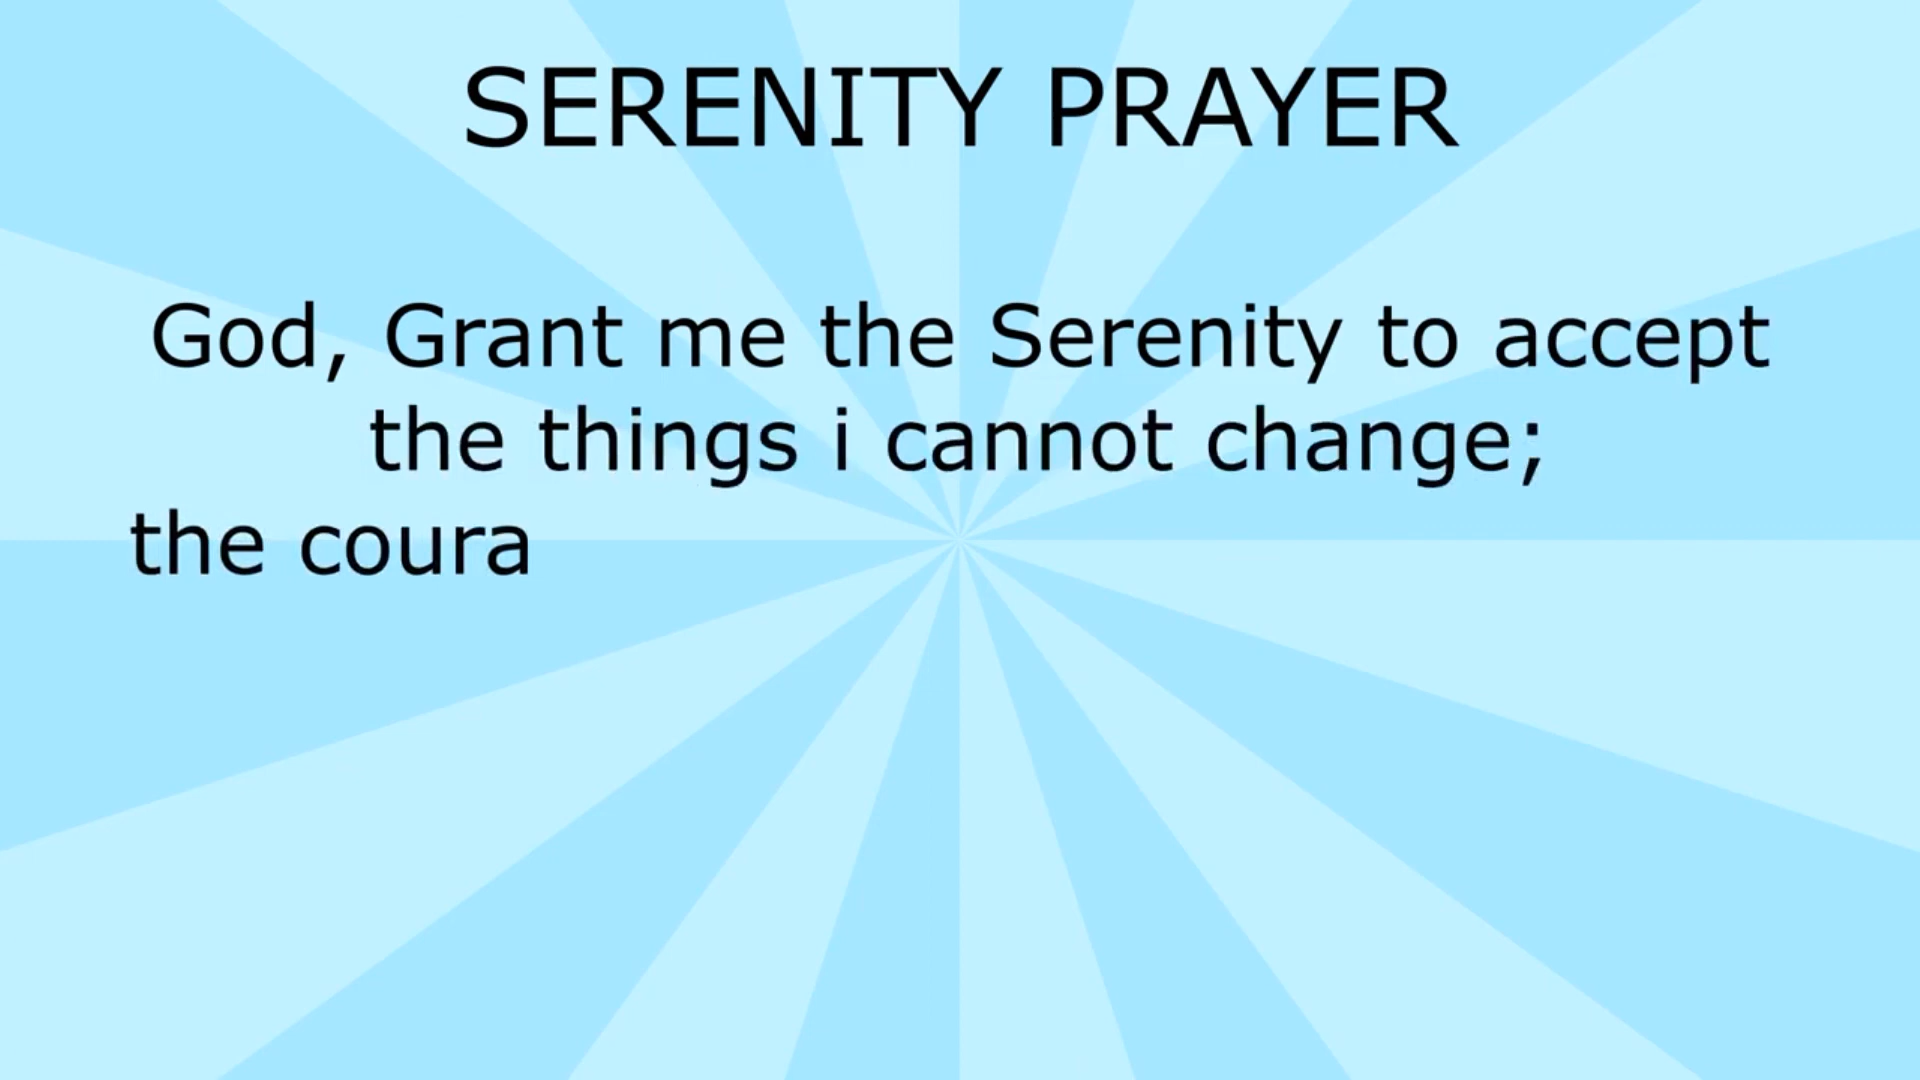 SERENITY PRAYER
God, Grant me the Serenity to accept
the things i cannot change;
the coura